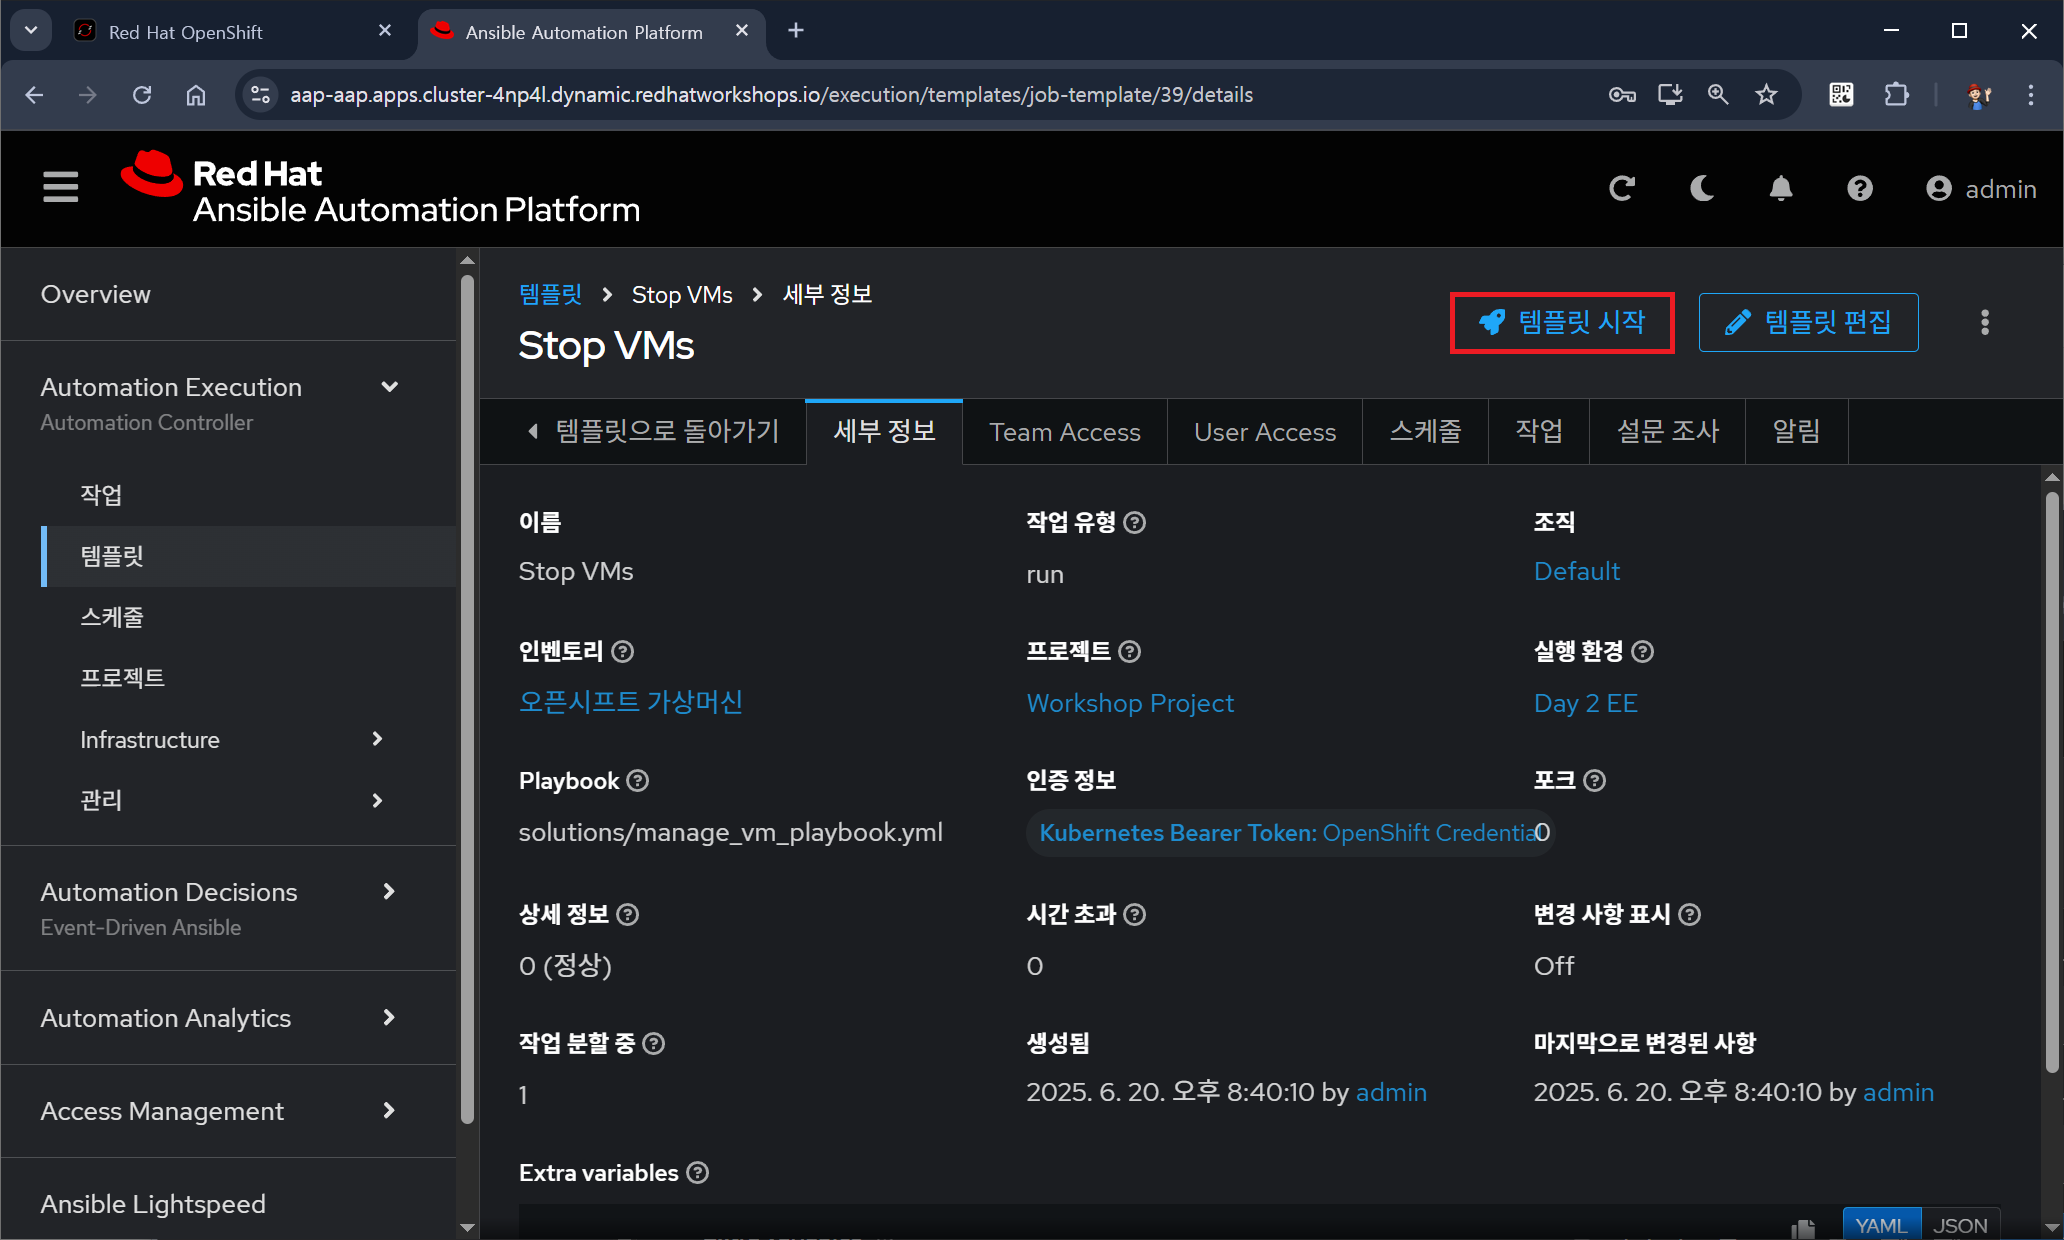 Red Hat OpenShift
Ansible Automation Platform
aap-aap.apps.cluster-4np4l.dynamic.redhatworkshops.io/execution/templates/job-template/39/details
Red Hat
Ansible Automation Platform
admin
Overview
Automation Execution
Automation Controller
작업
템플릿
스케줄
프로젝트
Infrastructure
관리
Automation Decisions
Event-Driven Ansible
Automation Analytics
Access Management
Ansible Lightspeed
템플릿 > Stop VMs > 세부 정보
Stop VMs
템플릿 시작
템플릿 편집
템플릿으로 돌아가기
세부 정보
Team Access
User Access
스케줄
작업
설문 조사
알림
이름
Stop VMs
작업 유형
run
조직
Default
인벤토리
오픈시프트 가상머신
프로젝트
Workshop Project
실행 환경
Day 2 EE
Playbook
solutions/manage_vm_playbook.yml
인증 정보
Kubernetes Bearer Token: OpenShift Credential
포크
0
상세 정보
0 (정상)
시간 초과
0
변경 사항 표시
Off
작업 분할 중
1
생성됨
2025. 6. 20. 오후 8:40:10 by admin
마지막으로 변경된 사항
2025. 6. 20. 오후 8:40:10 by admin
Extra variables
YAML
JSON